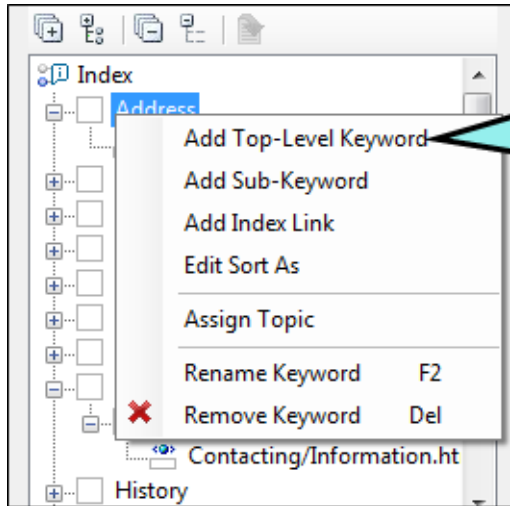 Index
Address
Add Top-Level Keyword
Add Sub-Keyword
Add Index Link
Edit Sort As
Assign Topic
Rename Keyword F2
Remove Keyword Del
Contacting/Information.ht
History